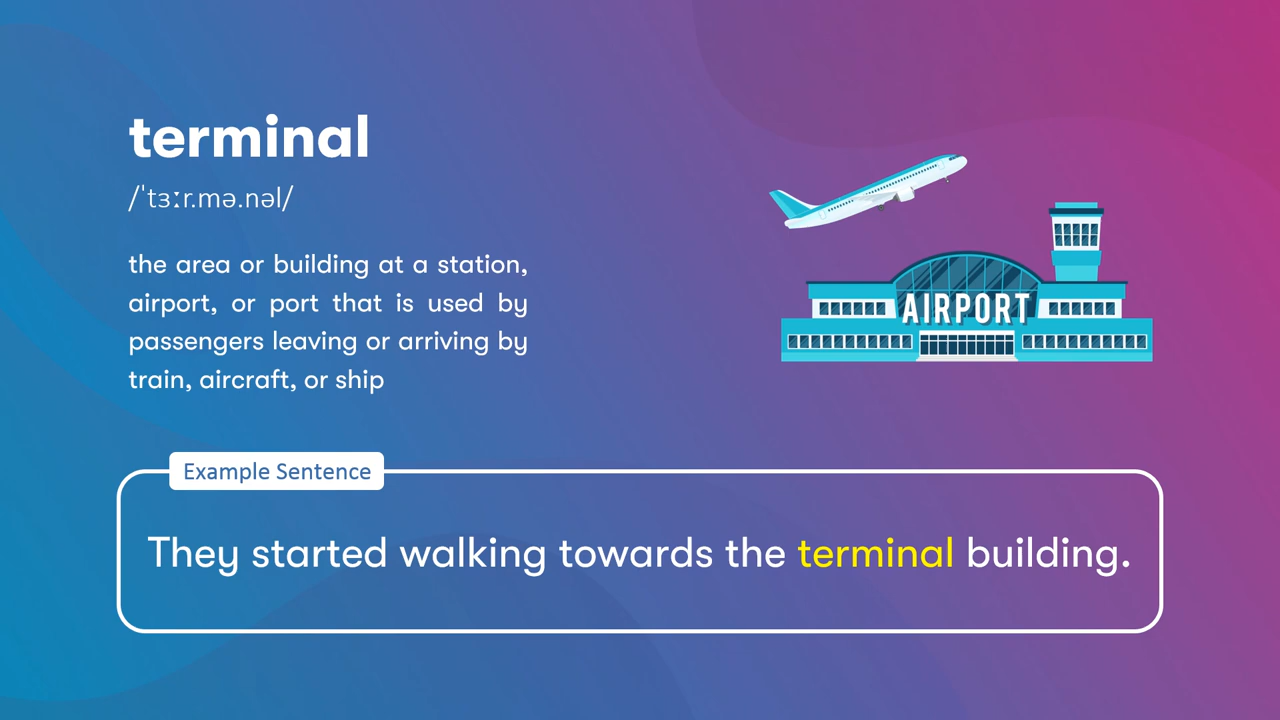 terminal
/ˈtɜːr.mə.nəl/
the area or building at a station,
airport, or port that is used by
passengers leaving or arriving by
train, aircraft, or ship
AIRPORT
Example Sentence
They started walking towards the terminal building.